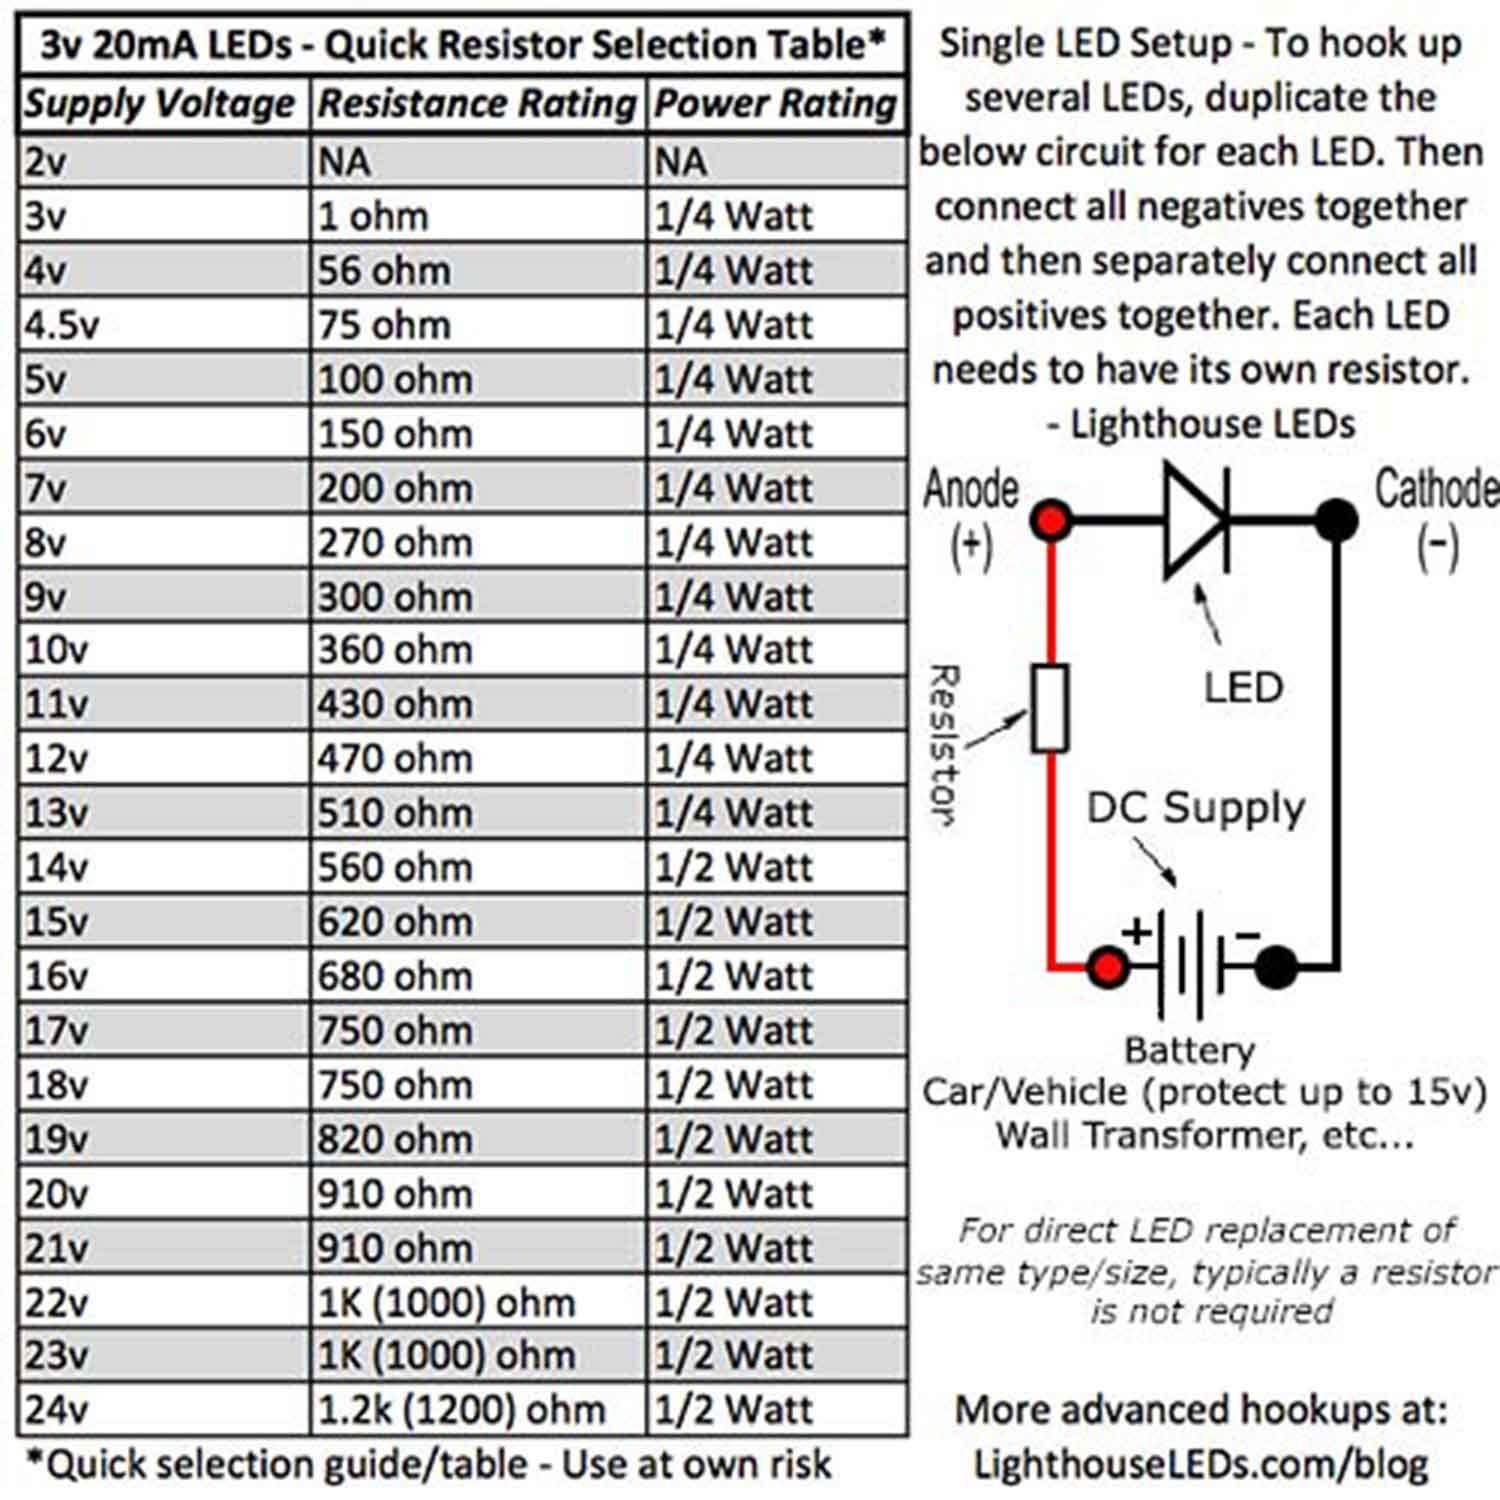 3v 20mA LEDs - Quick Resistor Selection Table*
Supply Voltage Resistance Rating Power Rating
2v NA NA
3v 1 ohm 1/4 Watt
4v 56 ohm 1/4 Watt
4.5v 75 ohm 1/4 Watt
5v 100 ohm 1/4 Watt
6v 150 ohm 1/4 Watt
7v 200 ohm 1/4 Watt
8v 270 ohm 1/4 Watt
9v 300 ohm 1/4 Watt
10v 360 ohm 1/4 Watt
11v 430 ohm 1/4 Watt
12v 470 ohm 1/4 Watt
13v 510 ohm 1/4 Watt
14v 560 ohm 1/2 Watt
15v 620 ohm 1/2 Watt
16v 680 ohm 1/2 Watt
17v 750 ohm 1/2 Watt
18v 750 ohm 1/2 Watt
19v 820 ohm 1/2 Watt
20v 910 ohm 1/2 Watt
21v 910 ohm 1/2 Watt
22v 1K (1000) ohm 1/2 Watt
23v 1K (1000) ohm 1/2 Watt
24v 1.2k (1200) ohm 1/2 Watt
*Quick selection guide/table - Use at own risk
Single LED Setup - To hook up
several LEDs, duplicate the
below circuit for each LED. Then
connect all negatives together
and then separately connect all
positives together. Each LED
needs to have its own resistor.
- Lighthouse LEDs
Anode Cathode
(+) (-)
LED
Resistor
DC Supply
+ -
Battery
Car/Vehicle (protect up to 15v)
Wall Transformer, etc...
For direct LED replacement of
same type/size, typically a resistor
is not required
More advanced hookups at:
LighthouseLEDs.com/blog